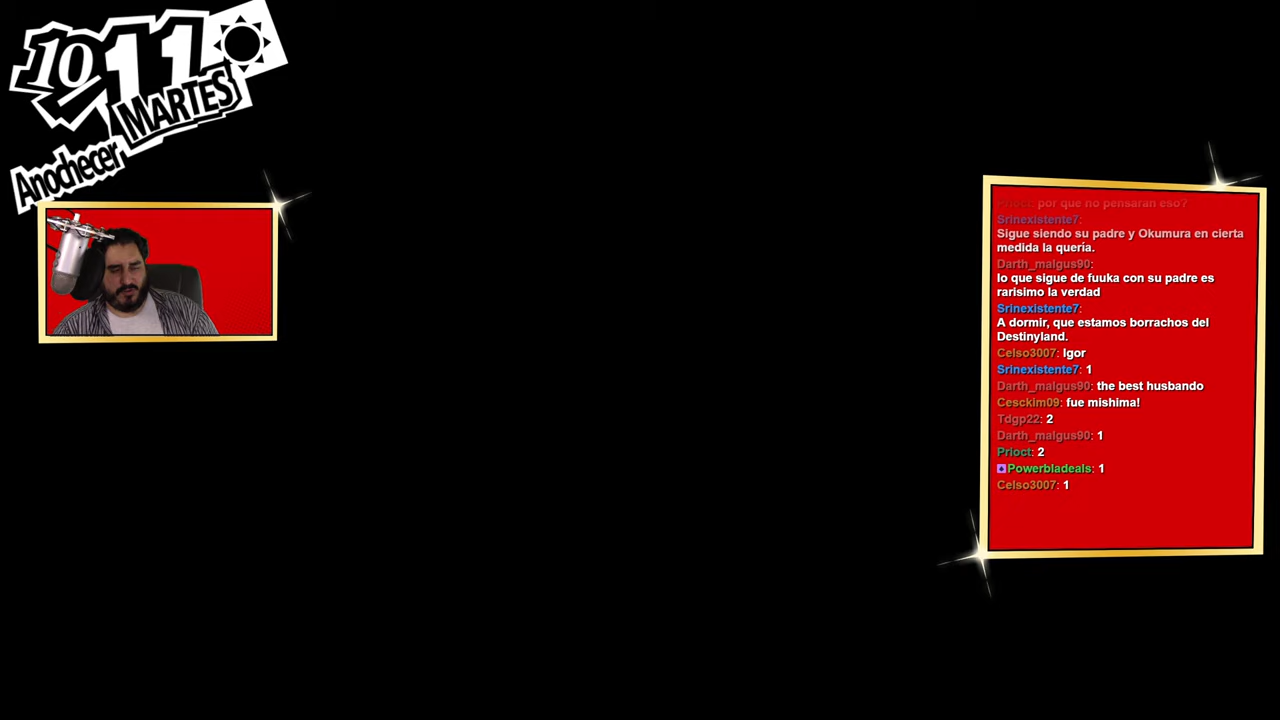 10
11
MARTES
Anochecer
Prioct: por que no pensaran eso?
Srinexistente7:
Sigue siendo su padre y Okumura en cierta
medida la quería.
Darth_malgus90:
lo que sigue de fuuka con su padre es
rarisimo la verdad
Srinexistente7:
A dormir, que estamos borrachos del
Destinyland.
Celso3007: Igor
Srinexistente7: 1
Darth_malgus90: the best husbando
Cesckim09: fue mishima!
Tdgp22: 2
Darth_malgus90: 1
Prioct: 2
Powerbladeals: 1
Celso3007: 1